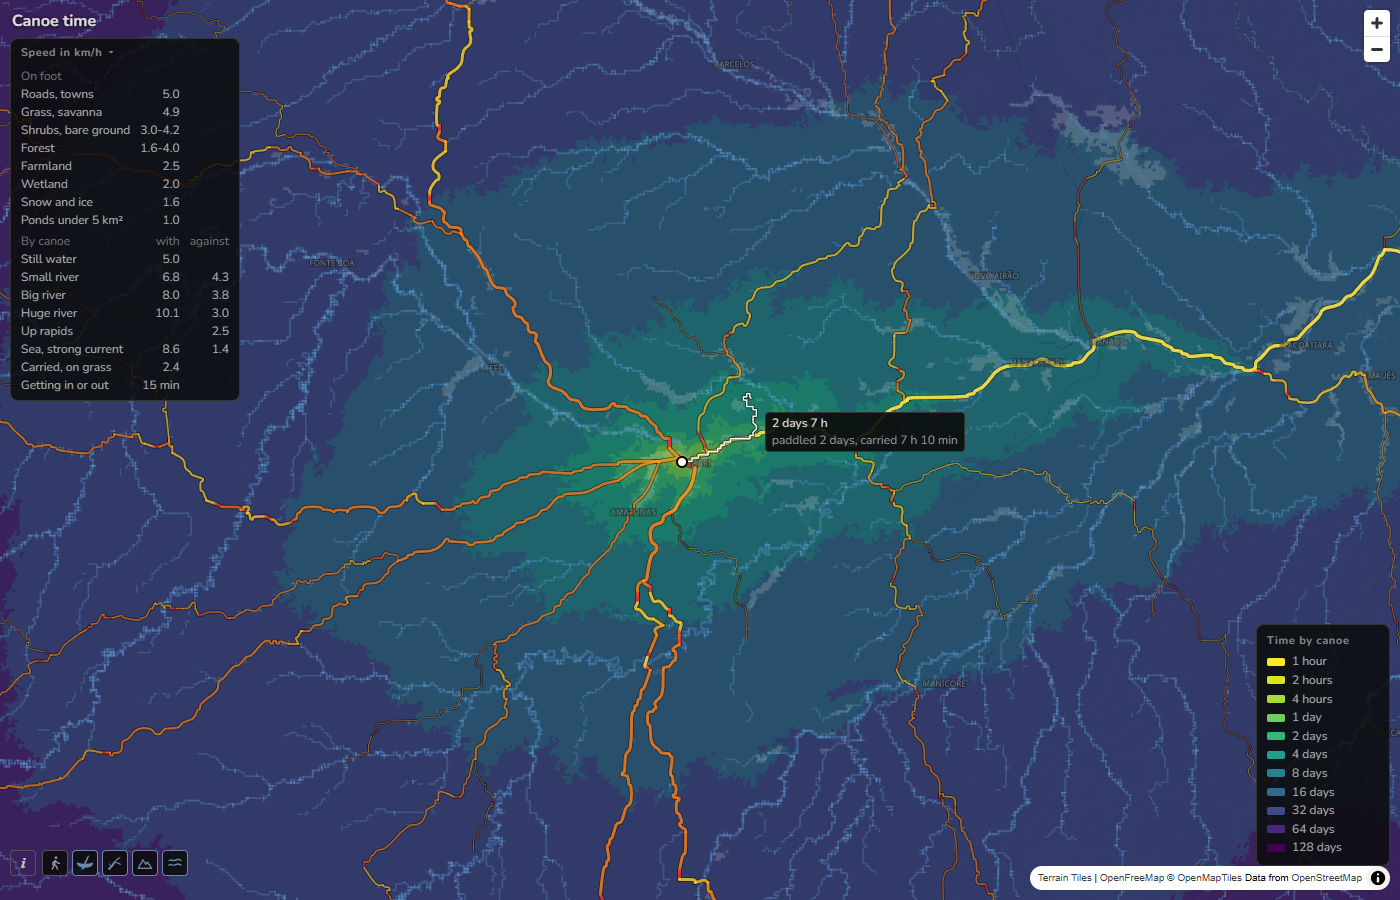 Canoe time
Speed in km/h
On foot
Roads, towns 5.0
Grass, savanna 4.9
Shrubs, bare ground 3.0-4.2
Forest 1.6-4.0
Farmland 2.5
Wetland 2.0
Snow and ice 1.6
Ponds under 5 km² 1.0
By canoe with against
Still water 5.0
Small river 6.8 4.3
Big river 8.0 3.8
Huge river 10.1 3.0
Up rapids 2.5
Sea, strong current 8.6 1.4
Carried, on grass 2.4
Getting in or out 15 min
BARCELOS
FONTE BOA
NOVO AIRÃO
MANAUS
ITACOATIARA
TEFÉ
MAUÉS
2 days 7 h
paddled 2 days, carried 7 h 10 min
AMAZONAS
MANICORÉ
Time by canoe
1 hour
2 hours
4 hours
1 day
2 days
4 days
8 days
16 days
32 days
64 days
128 days
Terrain Tiles | OpenFreeMap © OpenMapTiles Data from OpenStreetMap